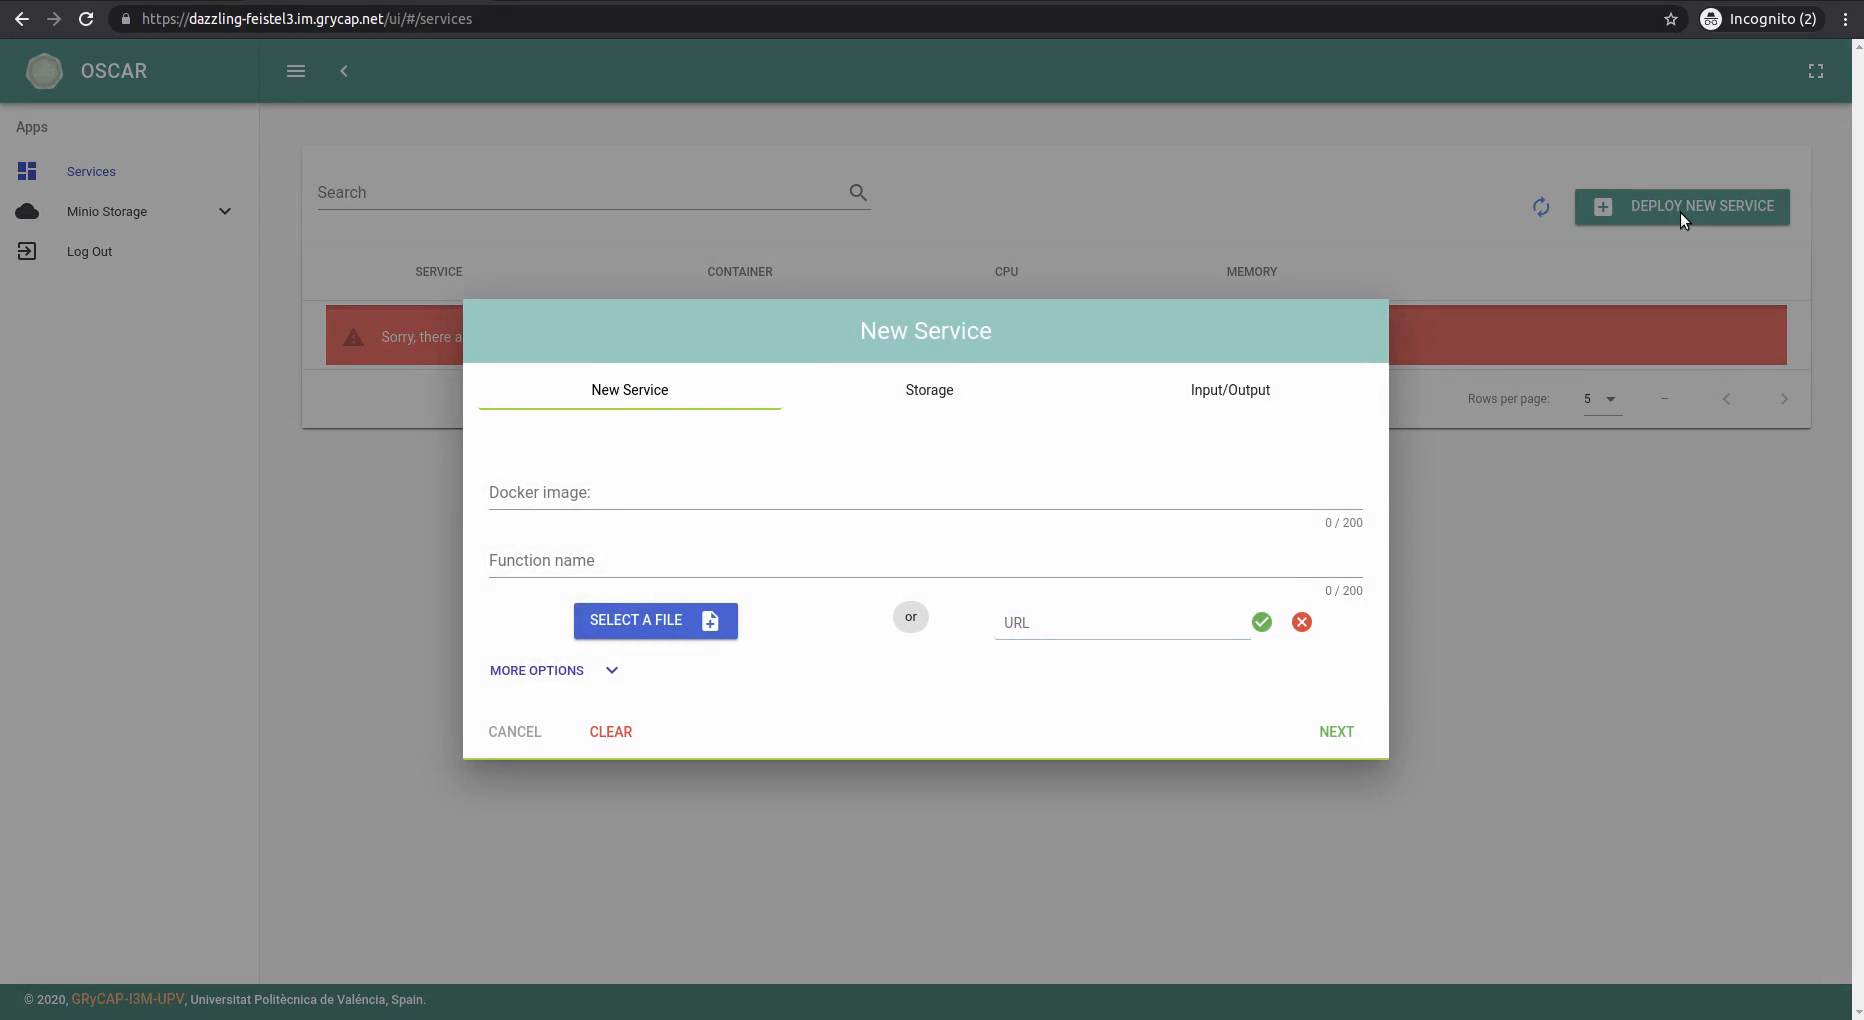 https://dazzling-feistel3.im.grycap.net/ui/#/services
Incognito (2)
OSCAR
Apps
Services
Minio Storage
Log Out
Search
DEPLOY NEW SERVICE
SERVICE CONTAINER CPU MEMORY
Sorry, there a
Rows per page: 5 –
New Service
New Service Storage Input/Output
Docker image:
0 / 200
Function name
0 / 200
SELECT A FILE or URL
MORE OPTIONS
CANCEL CLEAR NEXT
© 2020, GRyCAP-I3M-UPV, Universitat Politècnica de Valéncia, Spain.